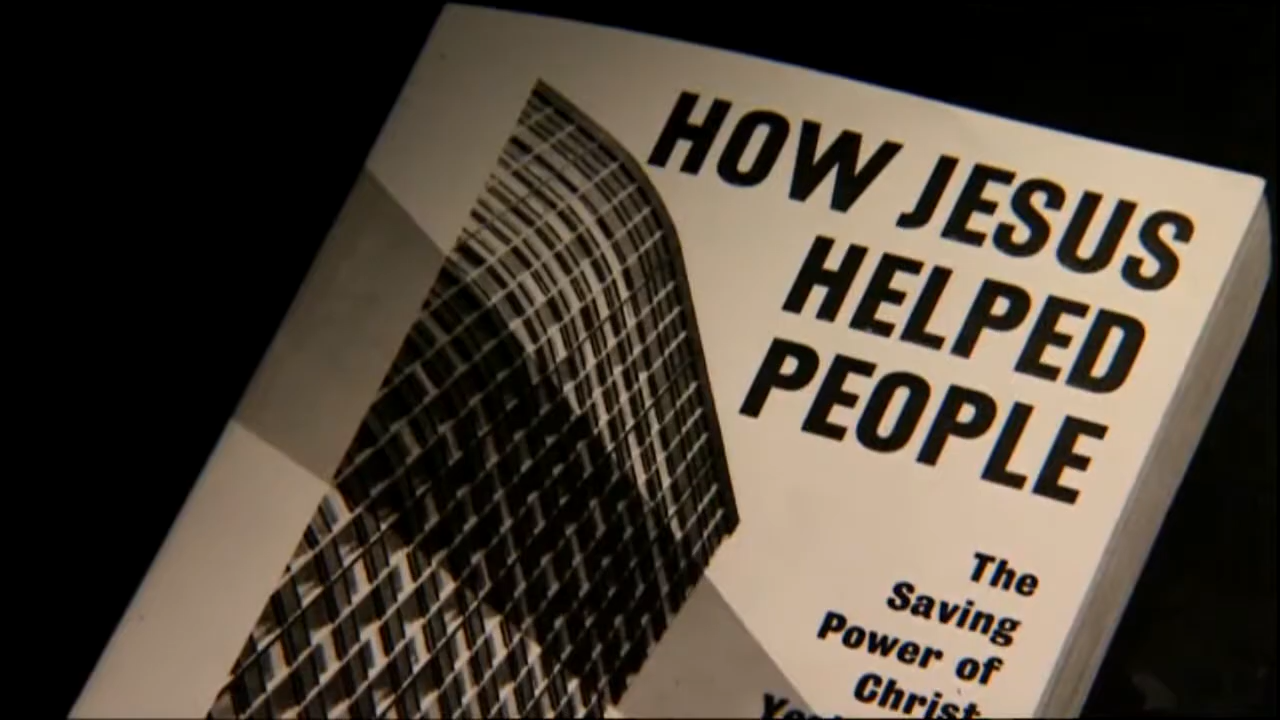 HOW JESUS
HELPED
PEOPLE
The
Saving
Power of
Christ